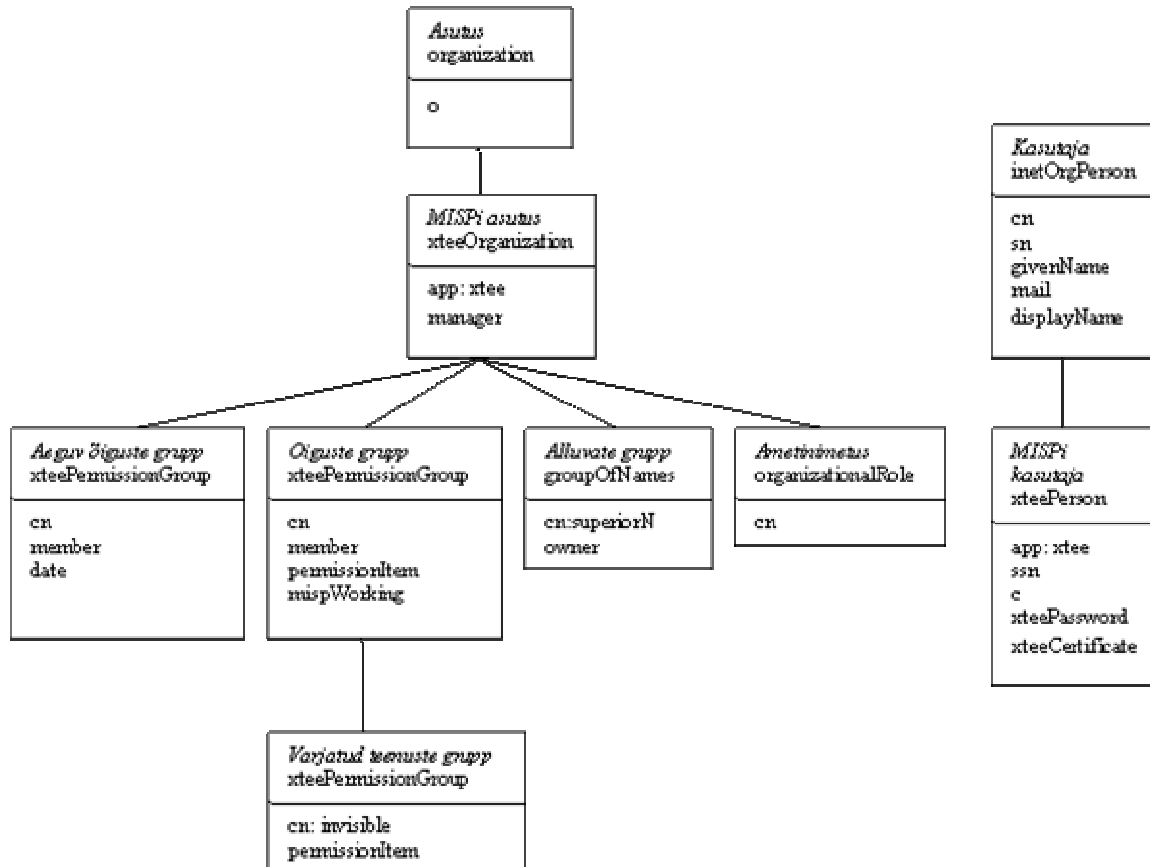 Asutus
organization
o
MISPi asutus
xteeOrganization
app: xtee
manager
Kasutaja
inetOrgPerson
cn
sn
givenName
mail
displayName
Aeguv õiguste grupp
xteePermissionGroup
cn
member
date
Oiguste grupp
xteePermissionGroup
cn
member
permissionItem
mispWorking
Alluvate grupp
groupOfNames
cn:superiorN
owner
Ametinimetus
organizationalRole
cn
MISPi
kasutaja
xteePerson
app: xtee
ssn
c
xteePassword
xteeCertificate
Varjatud teenuste grupp
xteePermissionGroup
cn: invisible
permissionItem